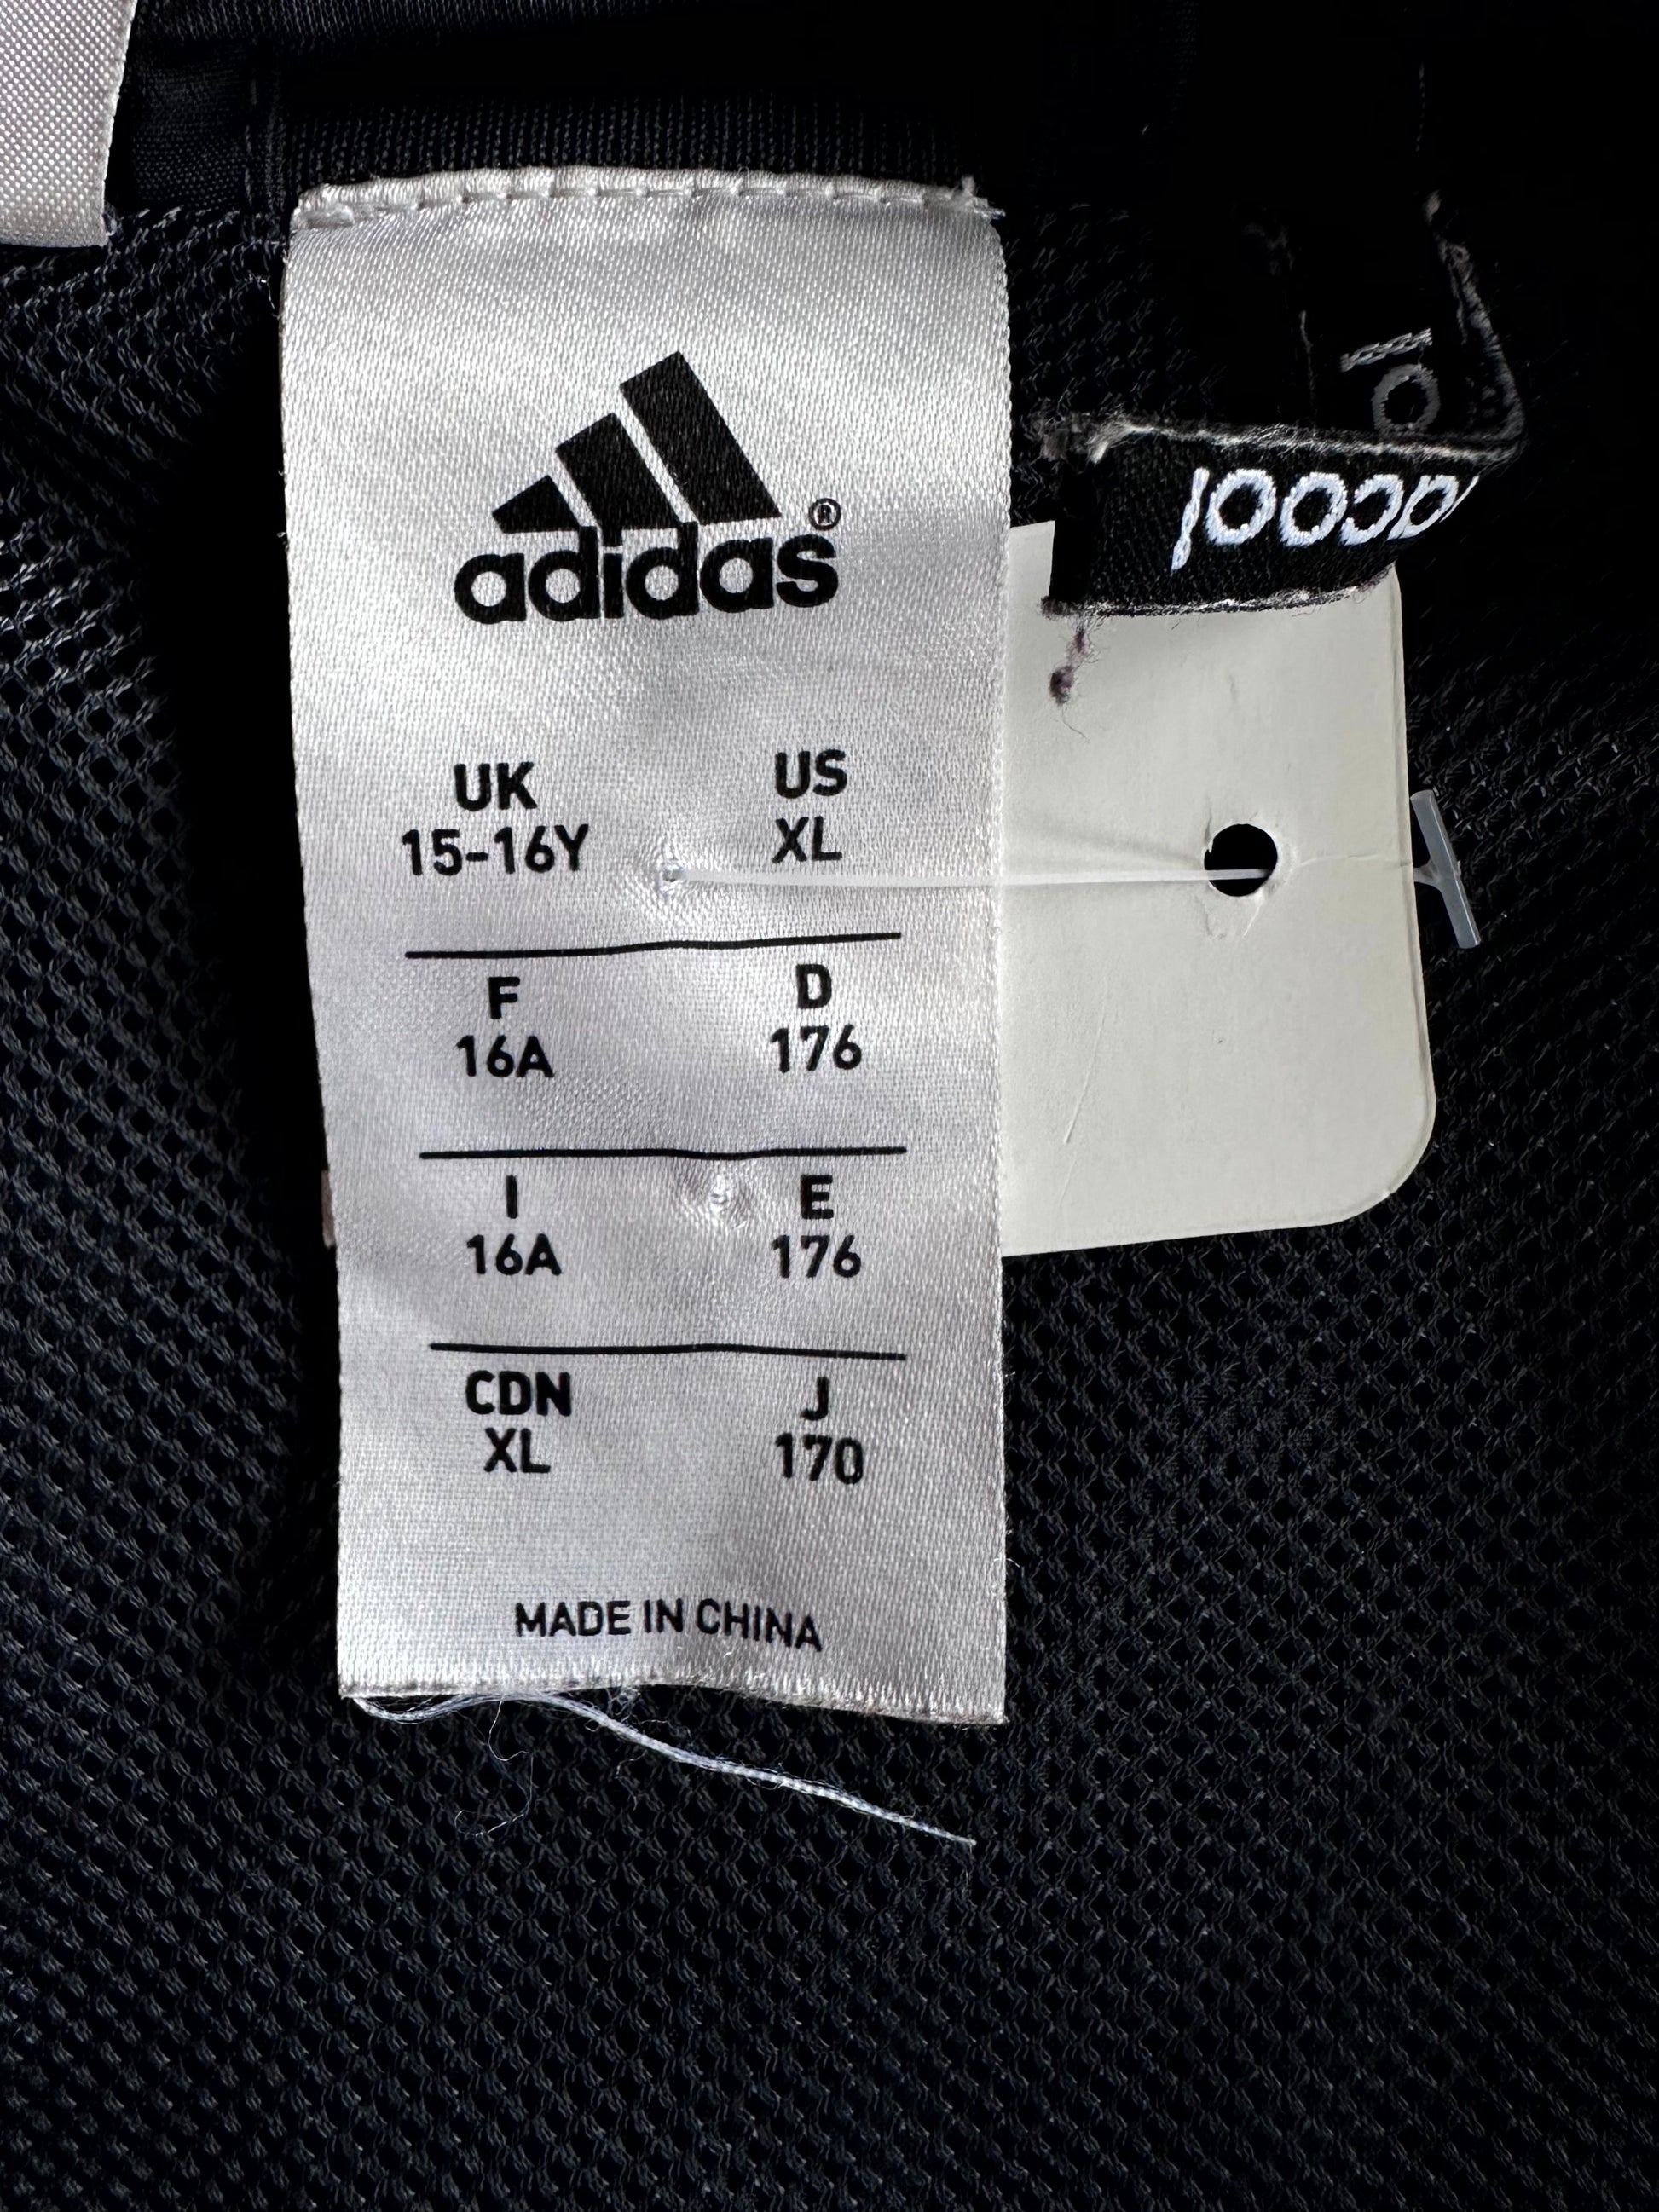 adidas®
UK US
15-16Y XL
F D
16A 176
I E
16A 176
CDN J
XL 170
MADE IN CHINA